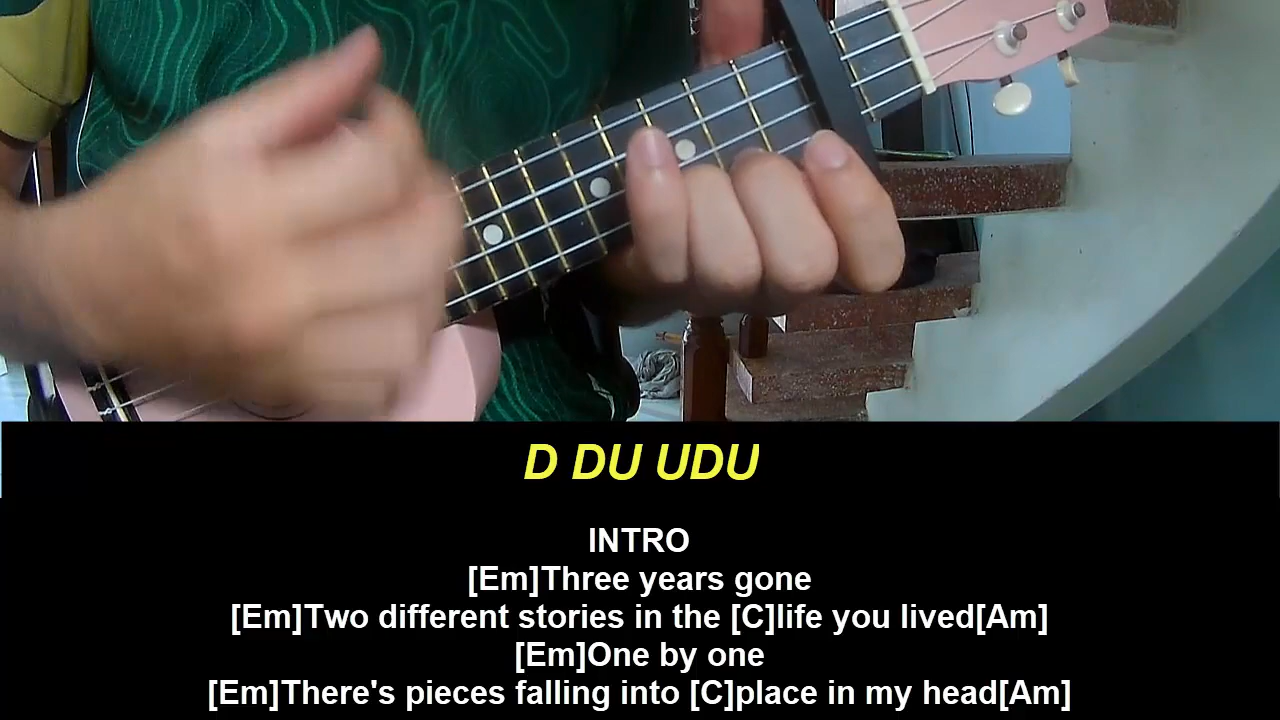 D DU UDU
INTRO
[Em]Three years gone
[Em]Two different stories in the [C]life you lived[Am]
[Em]One by one
[Em]There's pieces falling into [C]place in my head[Am]